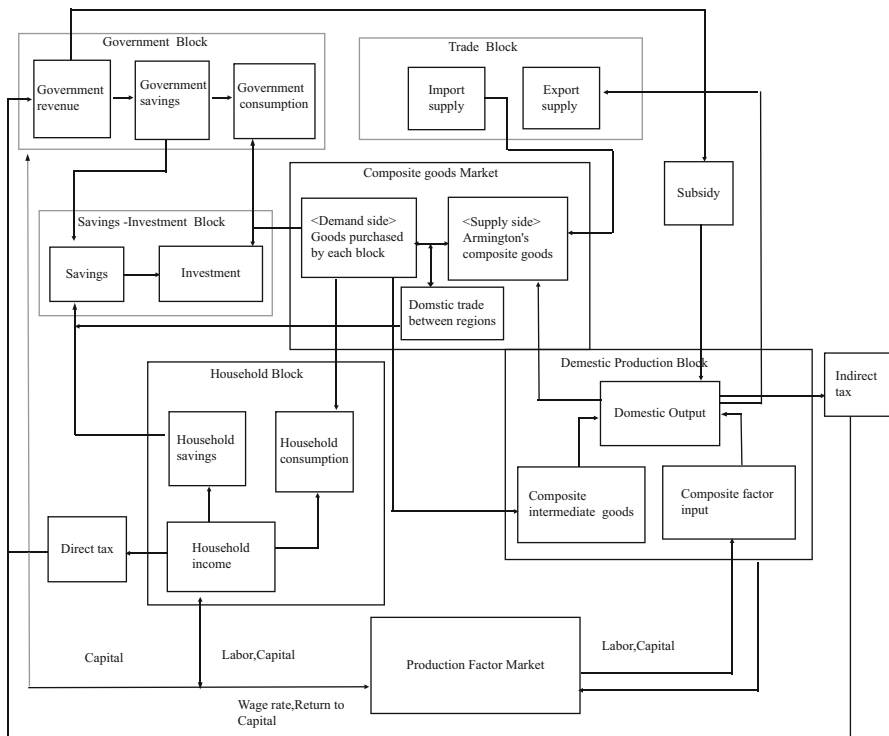 Government Block
Trade Block
Government
revenue
Government
savings
Government
consumption
Import
supply
Export
supply
Composite goods Market
Subsidy
<Demand side>
Goods purchased
by each block
<Supply side>
Armington's
composite goods
Savings -Investment Block
Savings
Investment
Domstic trade
between regions
Household Block
Demestic Production Block
Indirect
tax
Domestic Output
Household
savings
Household
consumption
Composite
intermediate goods
Composite factor
input
Direct tax
Household
income
Capital
Labor,Capital
Production Factor Market
Labor,Capital
Wage rate,Return to
Capital